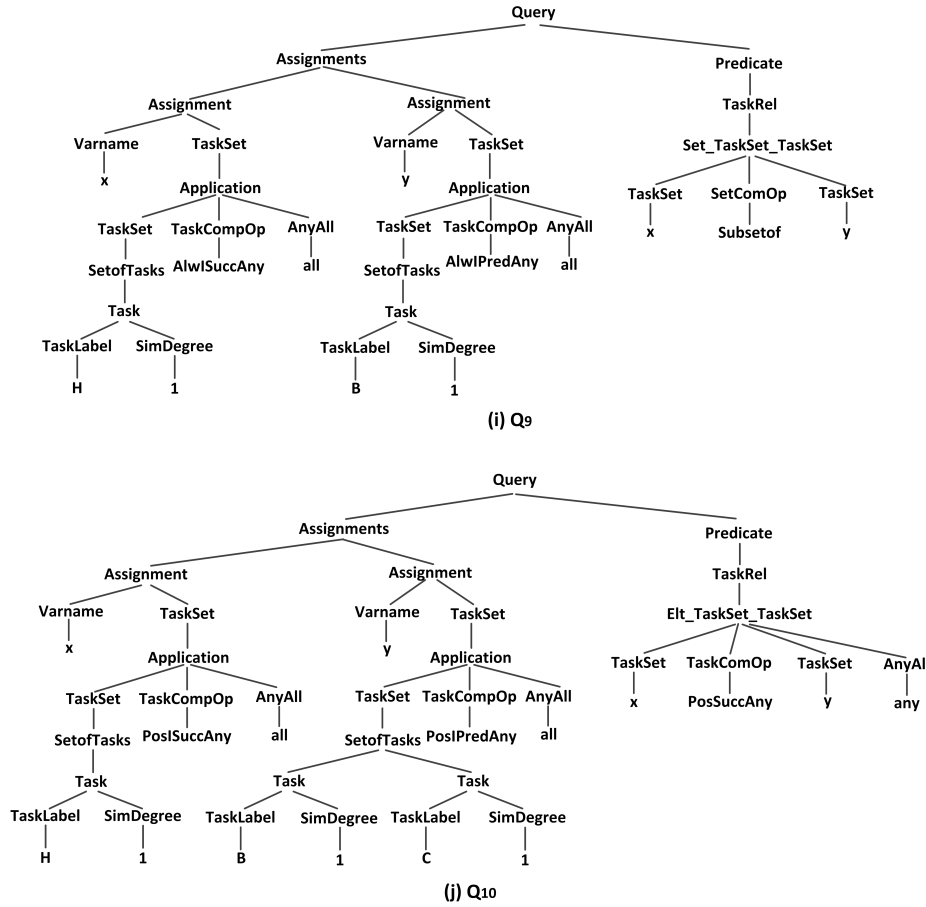 Query
Assignments
Predicate
Assignment Assignment TaskRel
Varname TaskSet Varname TaskSet Set_TaskSet_TaskSet
x y
Application Application TaskSet SetComOp TaskSet
TaskSet TaskCompOp AnyAll TaskSet TaskCompOp AnyAll x Subsetof y
SetofTasks AlwISuccAny all SetofTasks AlwIPredAny all
Task Task
TaskLabel SimDegree TaskLabel SimDegree
H 1 B 1
(i) Q9
Query
Assignments
Predicate
Assignment Assignment TaskRel
Varname TaskSet Varname TaskSet Elt_TaskSet_TaskSet
x y
Application Application TaskSet TaskComOp TaskSet AnyAl
TaskSet TaskCompOp AnyAll TaskSet TaskCompOp AnyAll x PosSuccAny y any
SetofTasks PosISuccAny all SetofTasks PosIPredAny all
Task Task Task
TaskLabel SimDegree TaskLabel SimDegree TaskLabel SimDegree
H 1 B 1 C 1
(j) Q10